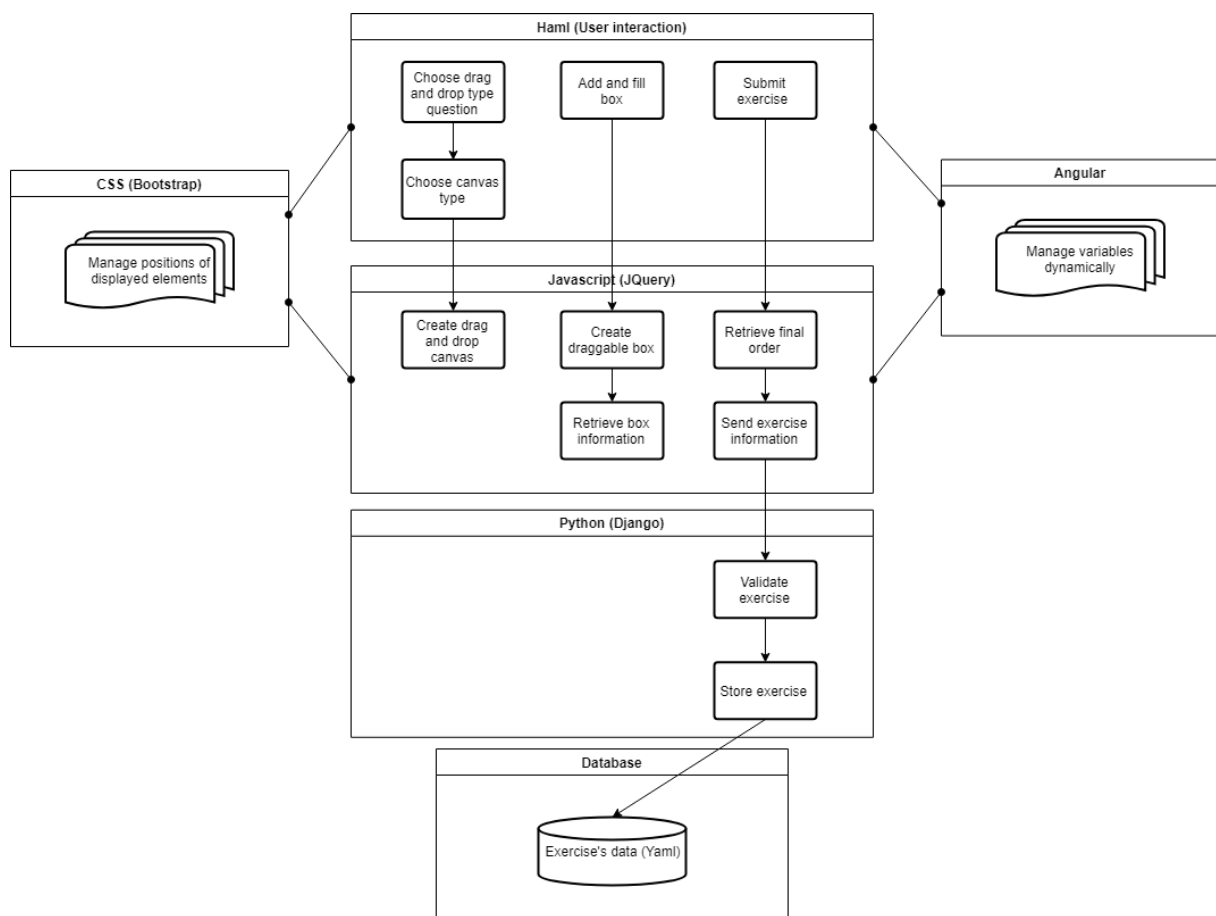 Haml (User interaction)
Choose drag
and drop type
question
Add and fill
box
Submit
exercise
Choose canvas
type
CSS (Bootstrap)
Manage positions of
displayed elements
Angular
Manage variables
dynamically
Javascript (JQuery)
Create drag
and drop
canvas
Create
draggable box
Retrieve final
order
Retrieve box
information
Send exercise
information
Python (Django)
Validate
exercise
Store exercise
Database
Exercise's data (Yaml)